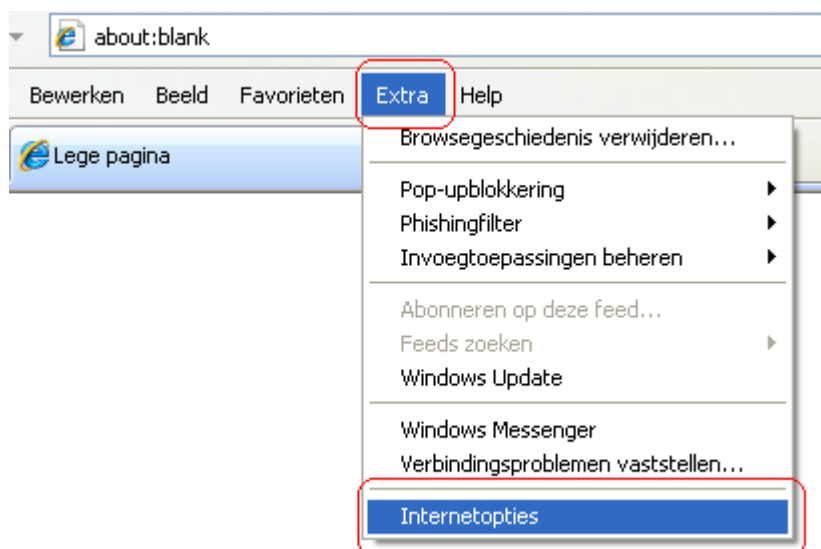 about:blank
Bewerken Beeld Favorieten Extra Help
Lege pagina
Browsegeschiedenis verwijderen...
Pop-upblokkering
Phishingfilter
Invoegtoepassingen beheren
Abonneren op deze feed...
Feeds zoeken
Windows Update
Windows Messenger
Verbindingsproblemen vaststellen...
Internetopties